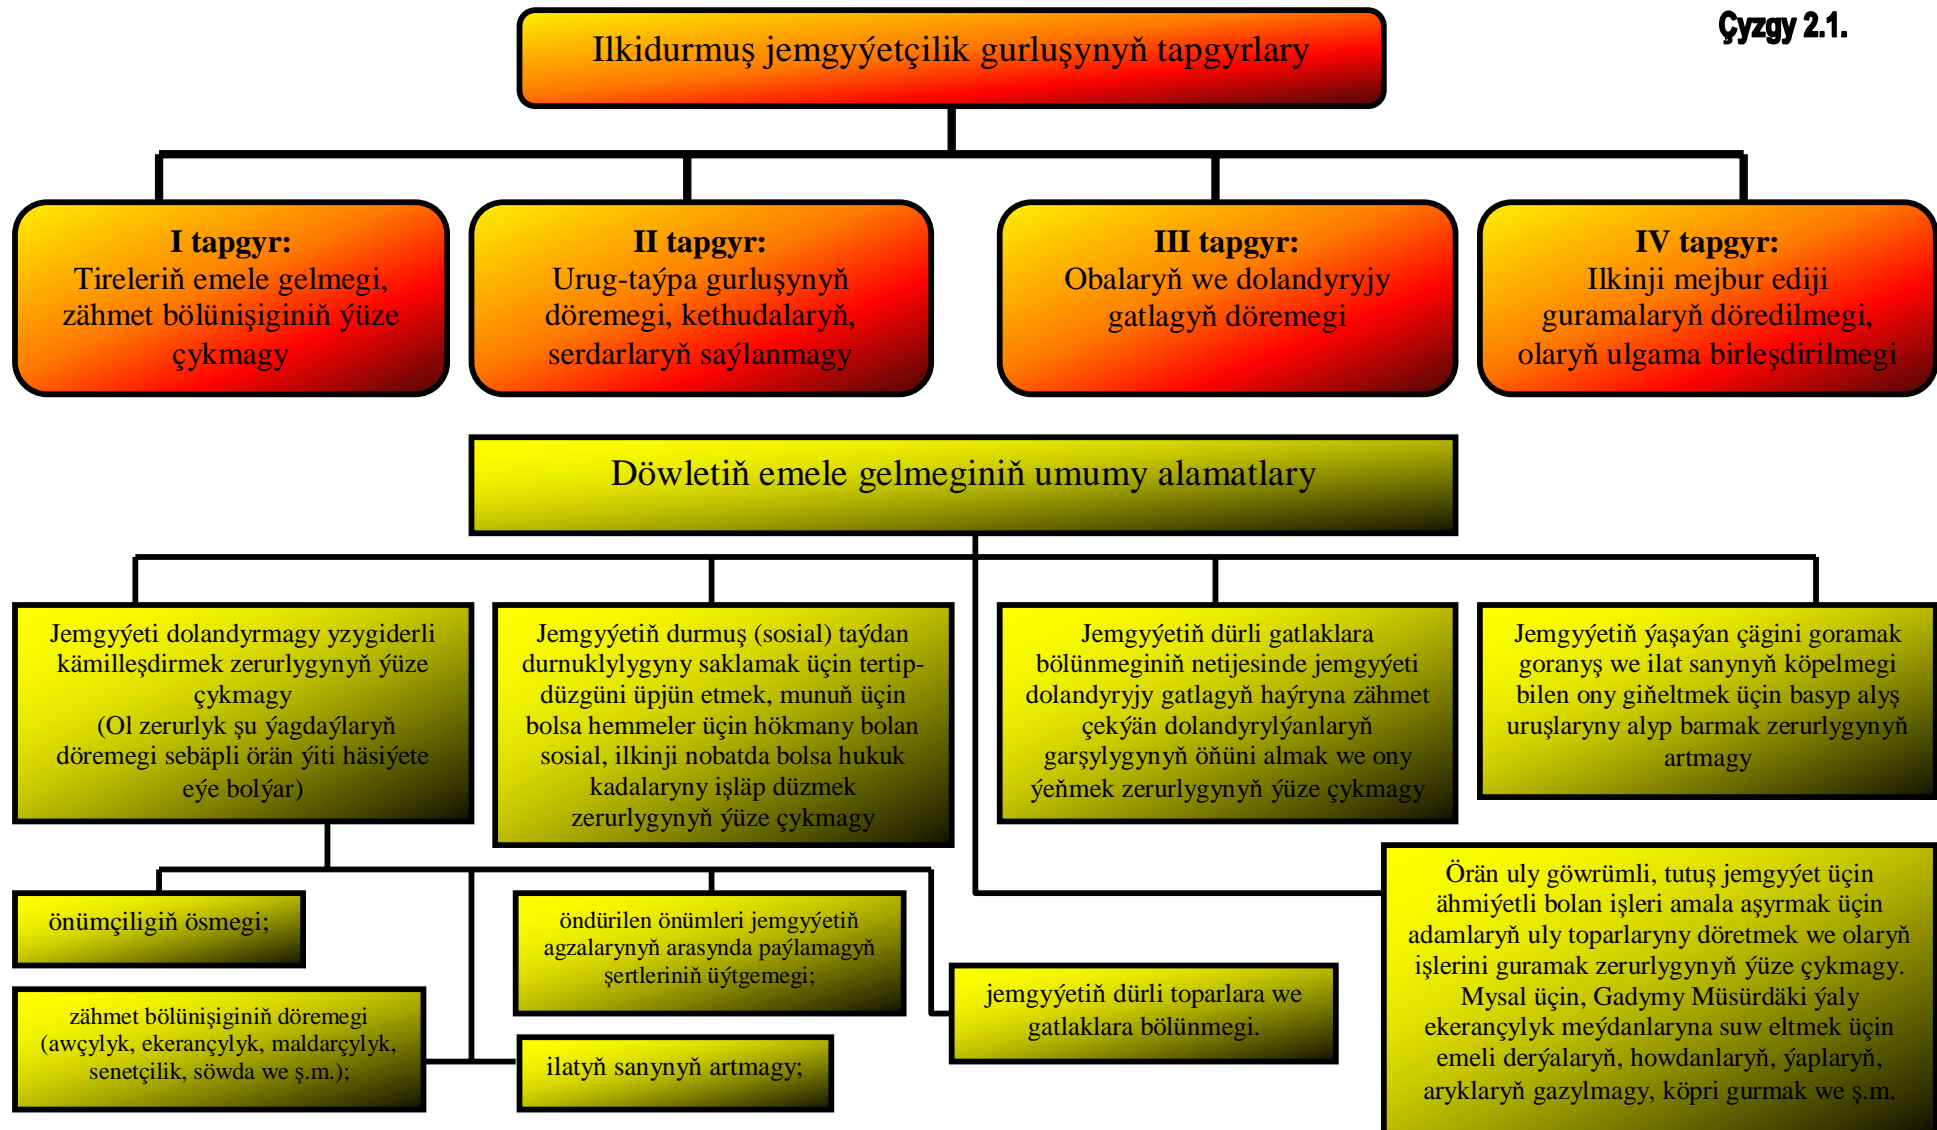 Çyzgy 2.1.
Ilkidurmuş jemgyýetçilik gurluşynyň tapgyrlary
I tapgyr:
Tireleriň emele gelmegi,
zähmet bölünişiginiň ýüze
çykmagy
II tapgyr:
Urug-taýpa gurluşynyň
döremegi, kethudalaryň,
serdarlaryň saýlanmagy
III tapgyr:
Obalaryň we dolandyryjy
gatlagyň döremegi
IV tapgyr:
Ilkinji mejbur ediji
guramalaryň döredilmegi,
olaryň ulgama birleşdirilmegi
Döwletiň emele gelmeginiň umumy alamatlary
Jemgyýeti dolandyrmagy yzygiderli
kämilleşdirmek zerurlygynyň ýüze
çykmagy
(Ol zerurlyk şu ýagdaýlaryň
döremegi sebäpli örän ýiti häsiýete
eýe bolýar)
Jemgyýetiň durmuş (sosial) taýdan
durnuklylygyny saklamak üçin tertip-
düzgüni üpjün etmek, munuň üçin
bolsa hemmeler üçin hökmany bolan
sosial, ilkinji nobatda bolsa hukuk
kadalaryny işläp düzmek
zerurlygynyň ýüze çykmagy
Jemgyýetiň dürli gatlaklara
bölünmeginiň netijesinde jemgyýeti
dolandyryjy gatlagyň haýryna zähmet
çekýän dolandyrylýanlaryň
garşylygynyň öňüni almak we ony
ýeňmek zerurlygynyň ýüze çykmagy
Jemgyýetiň ýaşaýan çägini goramak
goranyş we ilat sanynyň köpelmegi
bilen ony giňeltmek üçin basyp alyş
uruşlaryny alyp barmak zerurlygynyň
artmagy
önümçiligiň ösmegi;
zähmet bölünişiginiň döremegi
(awçylyk, ekerançylyk, maldarçylyk,
senetçilik, söwda we ş.m.);
öndürilen önümleri jemgyýetiň
agzalarynyň arasynda paýlamagyň
şertleriniň üýtgemegi;
ilatyň sanynyň artmagy;
jemgyýetiň dürli toparlara we
gatlaklara bölünmegi.
Örän uly göwrümli, tutuş jemgyýet üçin
ähmiýetli bolan işleri amala aşyrmak üçin
adamlaryň uly toparlaryny döretmek we olaryň
işlerini guramak zerurlygynyň ýüze çykmagy.
Mysal üçin, Gadymy Müsürdäki ýaly
ekerançylyk meýdanlaryna suw eltmek üçin
emeli derýalaryň, howdanlaryň, ýaplaryň,
aryklaryň gazylmagy, köpri gurmak we ş.m.